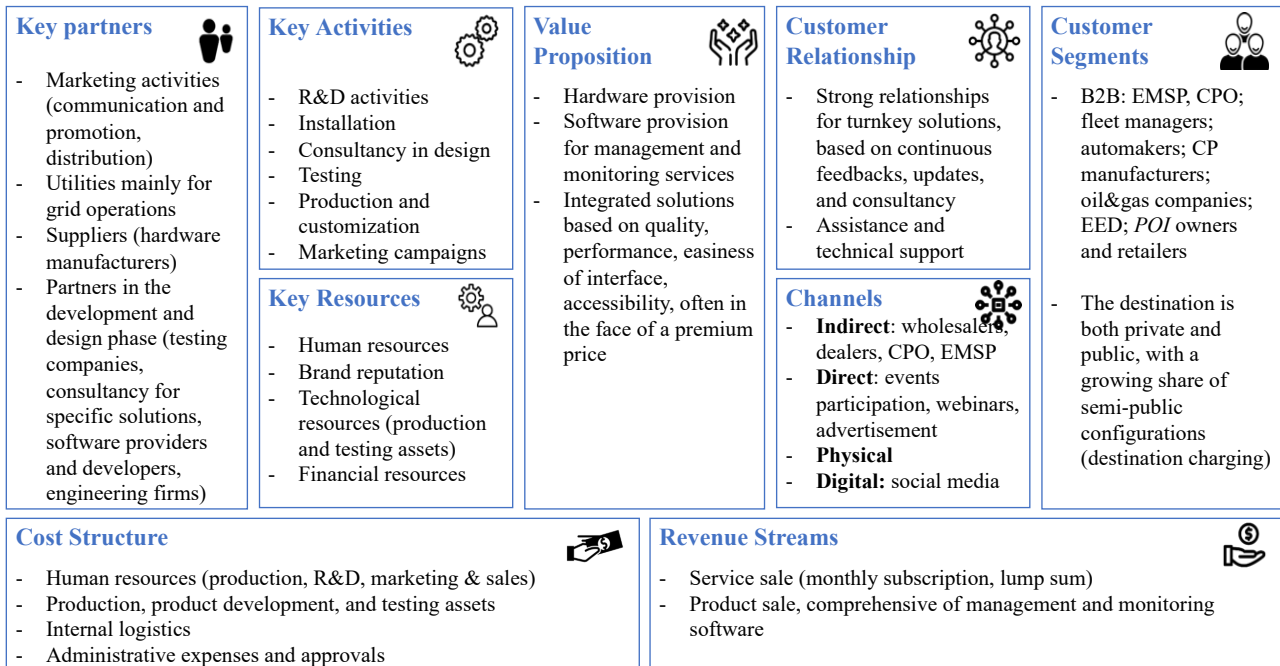 Key partners
- Marketing activities
(communication and
promotion,
distribution)
- Utilities mainly for
grid operations
- Suppliers (hardware
manufacturers)
- Partners in the
development and
design phase (testing
companies,
consultancy for
specific solutions,
software providers
and developers,
engineering firms)
Key Activities
- R&D activities
- Installation
- Consultancy in design
- Testing
- Production and
customization
- Marketing campaigns
Key Resources
- Human resources
- Brand reputation
- Technological
resources (production
and testing assets)
- Financial resources
Value
Proposition
- Hardware provision
- Software provision
for management and
monitoring services
- Integrated solutions
based on quality,
performance, easiness
of interface,
accessibility, often in
the face of a premium
price
Customer
Relationship
- Strong relationships
for turnkey solutions,
based on continuous
feedbacks, updates,
and consultancy
- Assistance and
technical support
Channels
- Indirect: wholesalers,
dealers, CPO, EMSP
- Direct: events
participation, webinars,
advertisement
- Physical
- Digital: social media
Customer
Segments
- B2B: EMSP, CPO;
fleet managers;
automakers; CP
manufacturers;
oil&gas companies;
EED; POI owners
and retailers
- The destination is
both private and
public, with a
growing share of
semi-public
configurations
(destination charging)
Cost Structure
- Human resources (production, R&D, marketing & sales)
- Production, product development, and testing assets
- Internal logistics
- Administrative expenses and approvals
Revenue Streams
- Service sale (monthly subscription, lump sum)
- Product sale, comprehensive of management and monitoring
software